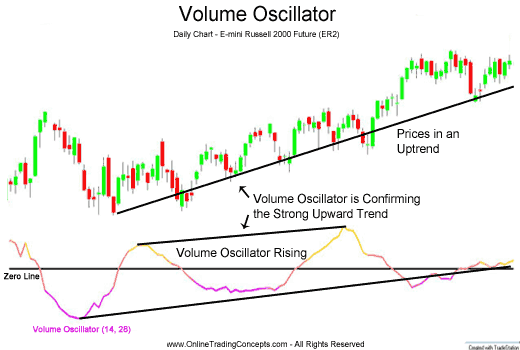 Volume Oscillator
Daily Chart - E-mini Russell 2000 Future (ER2)
Prices in an
Uptrend
Volume Oscillator is Confirming
the Strong Upward Trend
Volume Oscillator Rising
Zero Line
Volume Oscillator (14, 28)
www.OnlineTradingConcepts.com - All Rights Reserved
Created with TradeStation